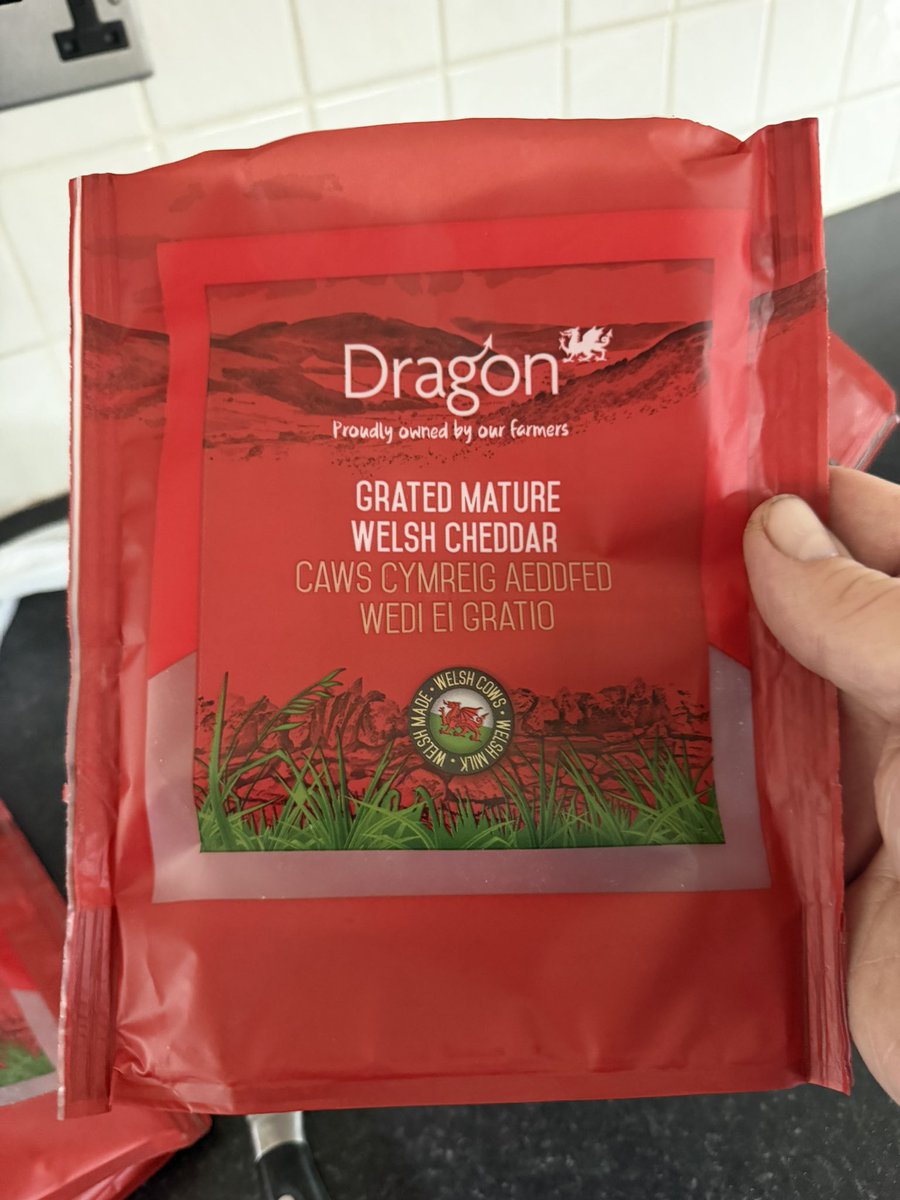 Dragon
Proudly owned by our farmers
GRATED MATURE
WELSH CHEDDAR
CAWS CYMREIG AEDDFED
WEDI EI GRATIO
WELSH MADE • WELSH COWS • WELSH MILK •